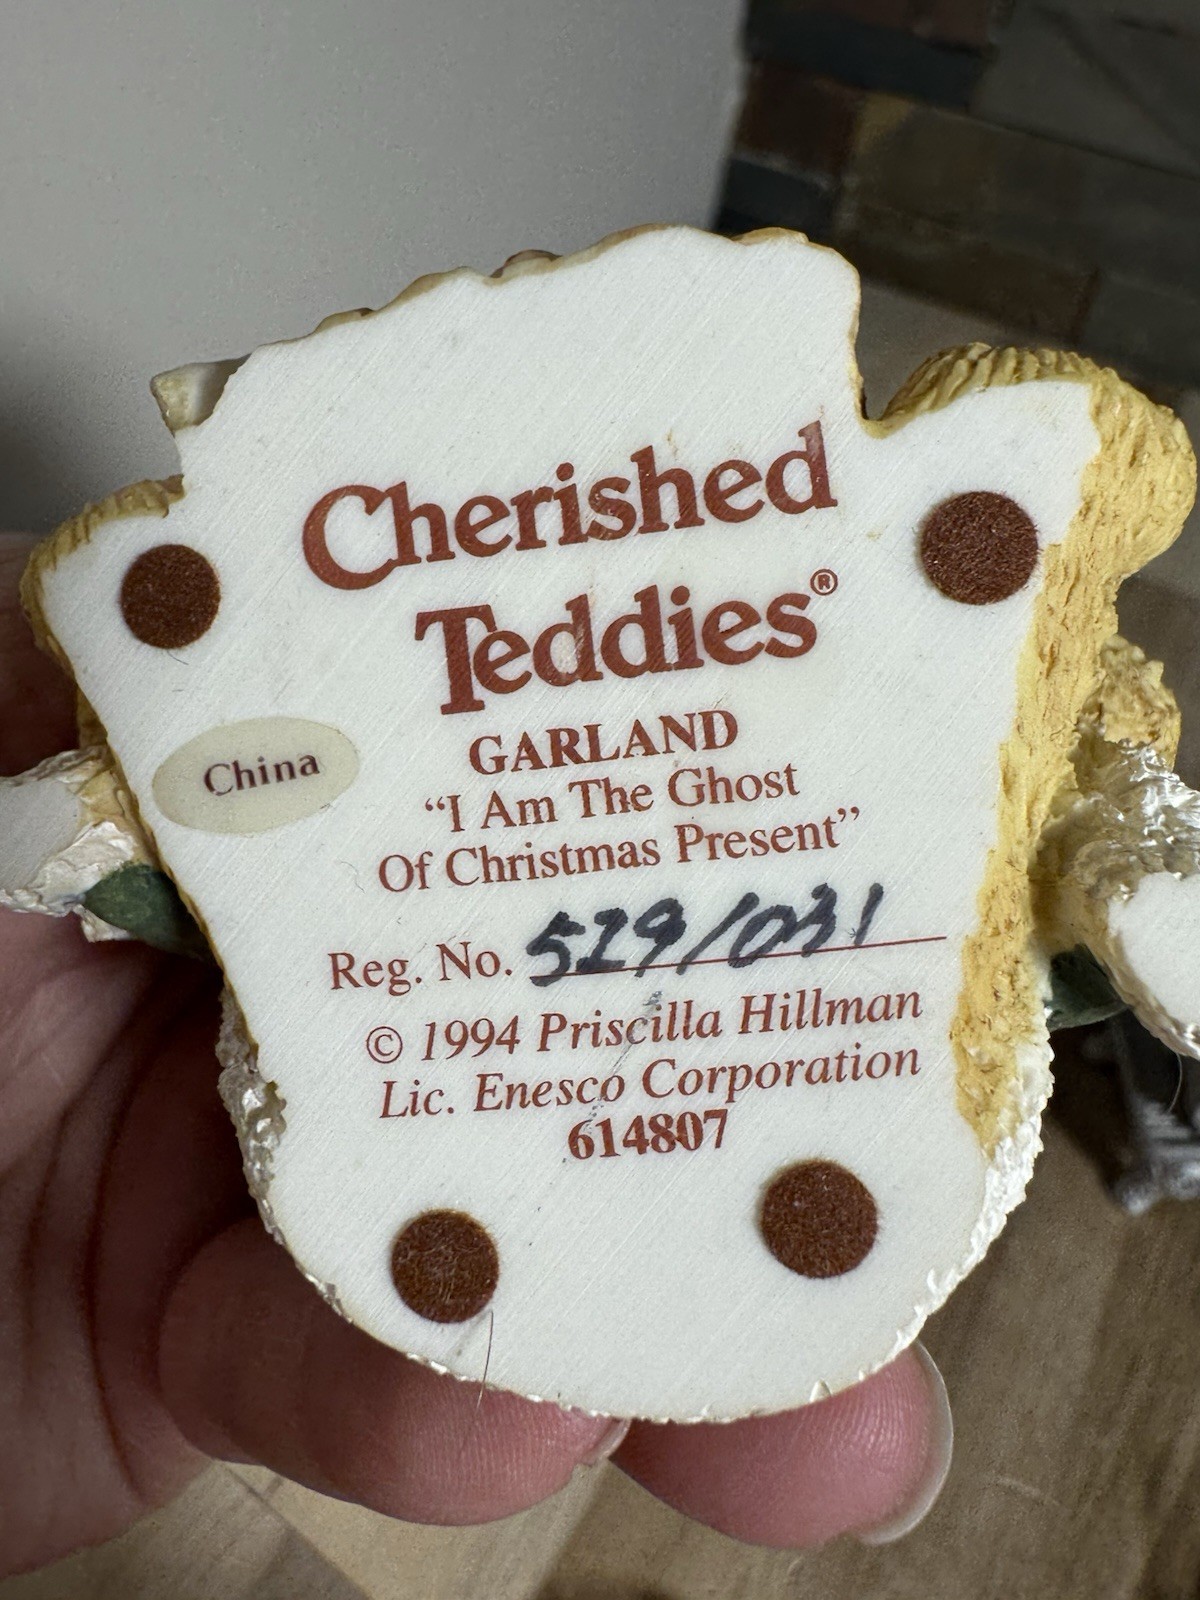 Cherished
Teddies®
GARLAND
China
“I Am The Ghost
Of Christmas Present”
Reg. No. 529/031
© 1994 Priscilla Hillman
Lic. Enesco Corporation
614807